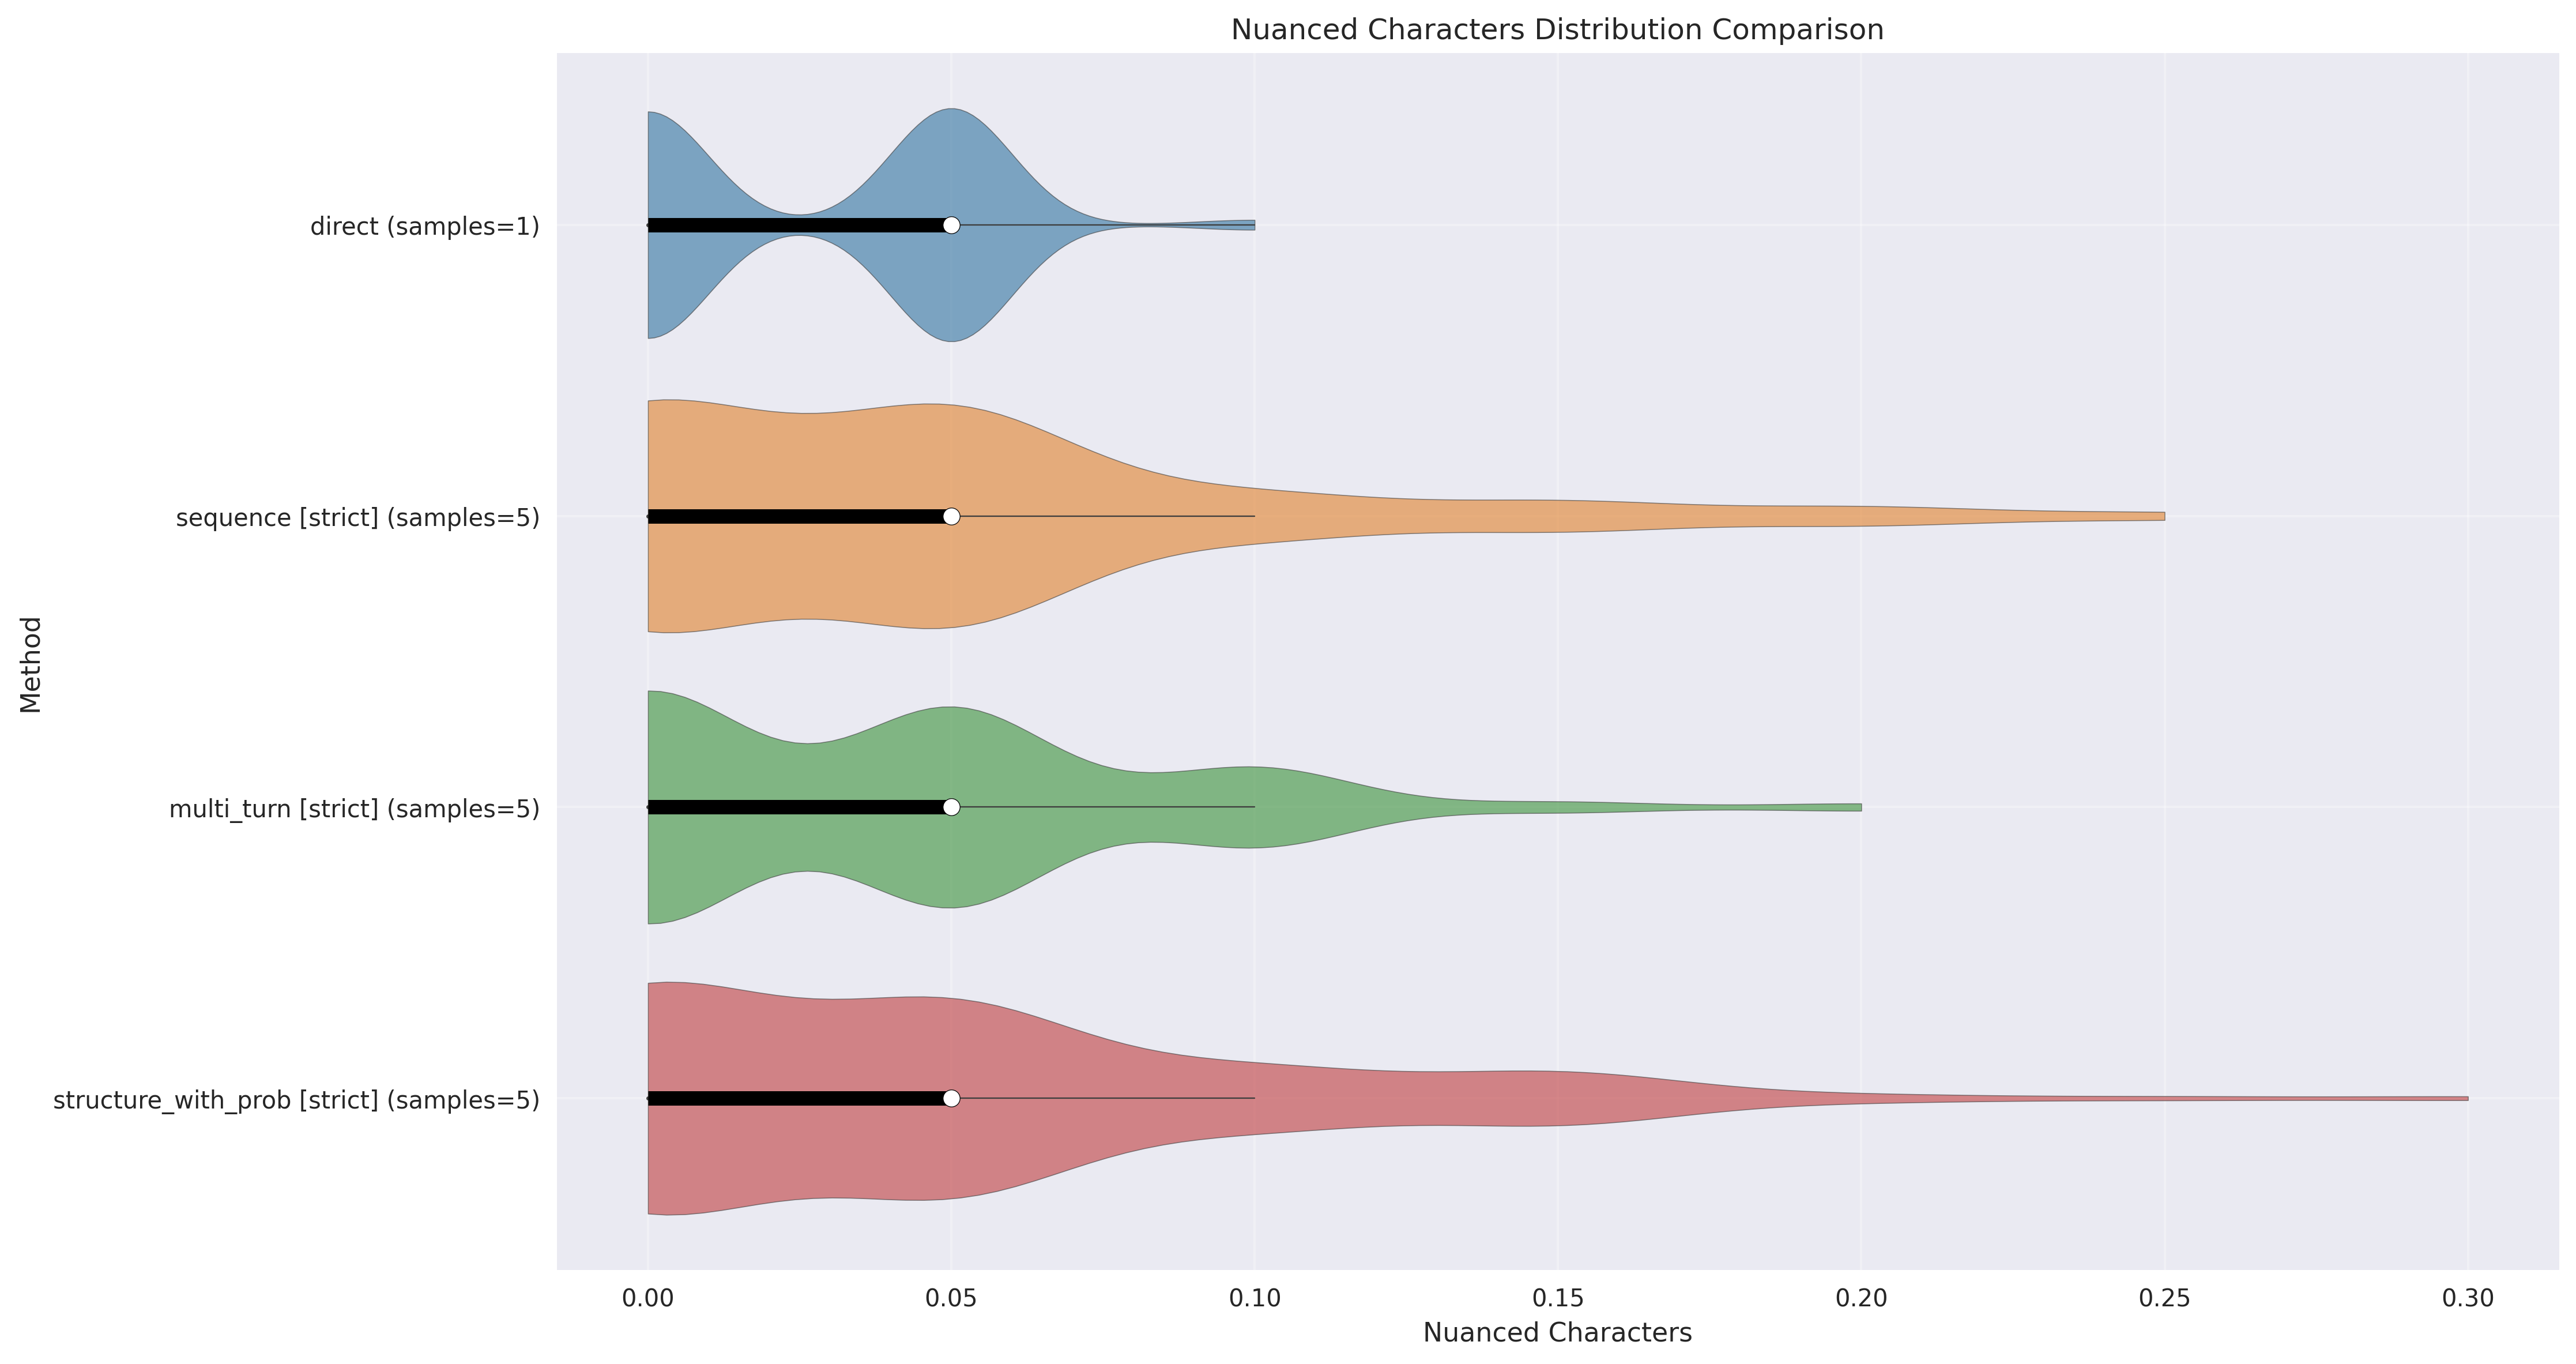 Nuanced Characters Distribution Comparison
direct (samples=1)
sequence [strict] (samples=5)
multi_turn [strict] (samples=5)
structure_with_prob [strict] (samples=5)
Method
0.00 0.05 0.10 0.15 0.20 0.25 0.30
Nuanced Characters